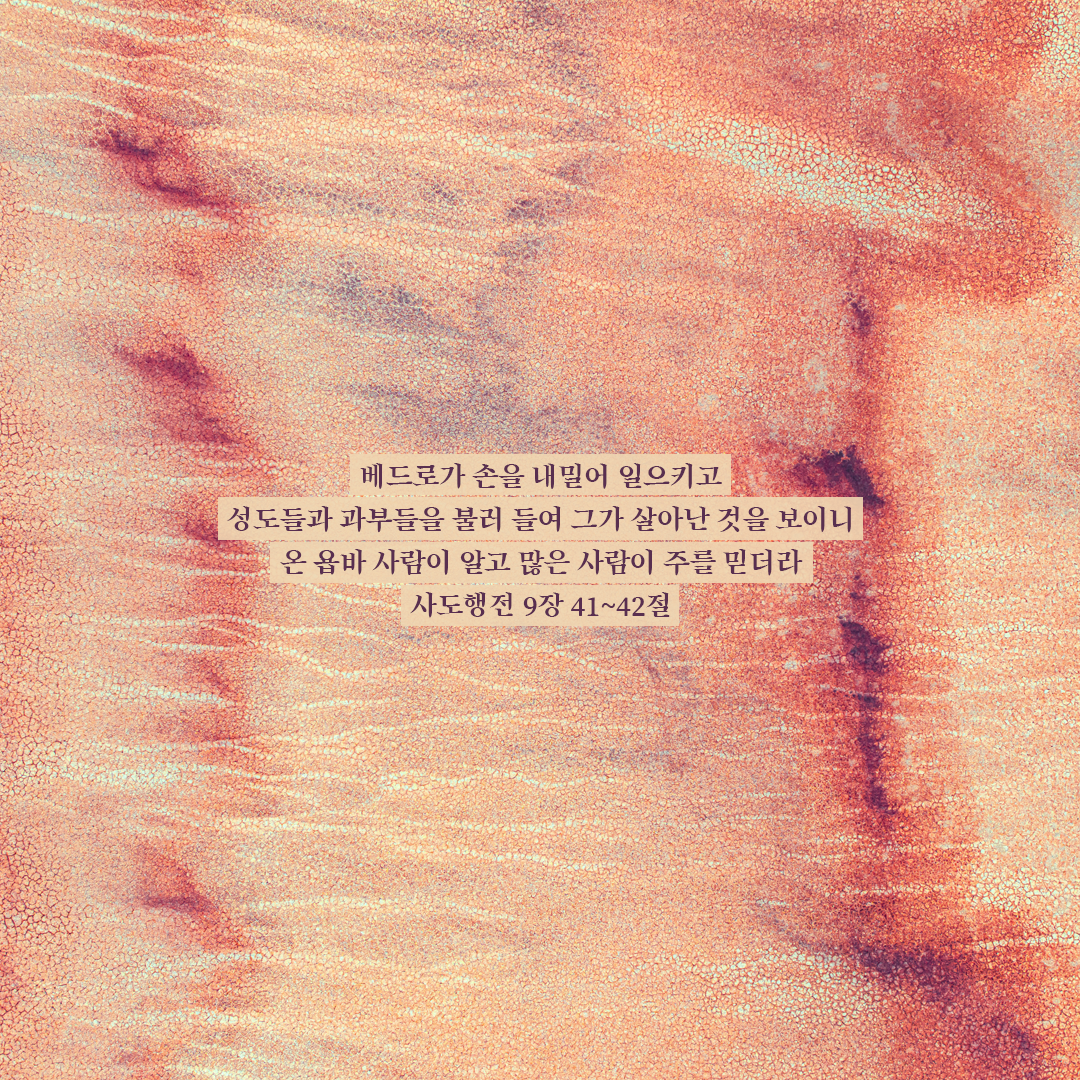 베드로가 손을 내밀어 일으키고
성도들과 과부들을 불러 들여 그가 살아난 것을 보이니
온 욥바 사람이 알고 많은 사람이 주를 믿더라
사도행전 9장 41~42절